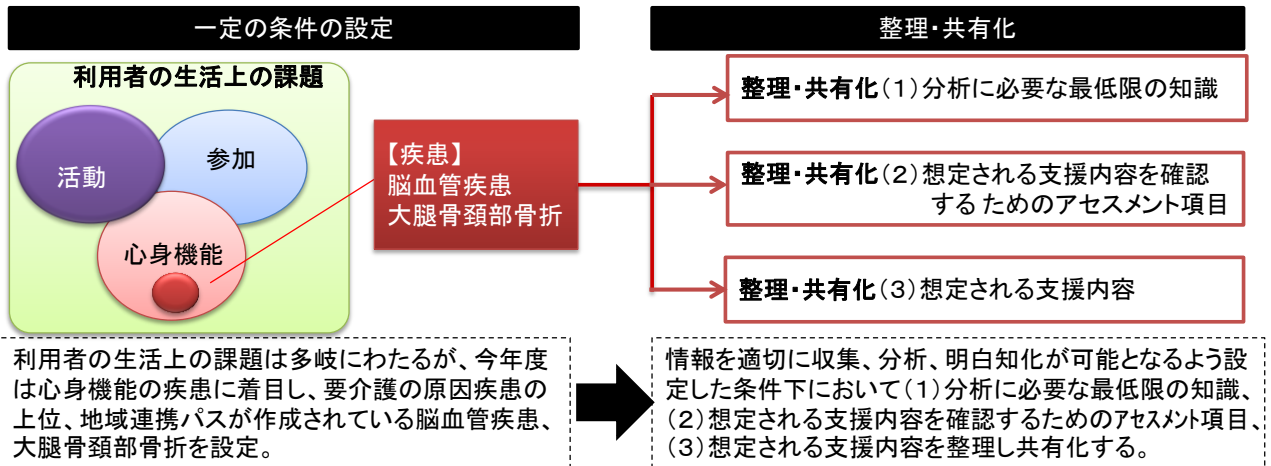 一定の条件の設定
利用者の生活上の課題
活動
参加
心身機能
【疾患】
脳血管疾患
大腿骨頚部骨折
利用者の生活上の課題は多岐にわたるが、今年度
は心身機能の疾患に着目し、要介護の原因疾患の
上位、地域連携パスが作成されている脳血管疾患、
大腿骨頚部骨折を設定。
整理・共有化
整理・共有化(1)分析に必要な最低限の知識
整理・共有化(2)想定される支援内容を確認
するためのアセスメント項目
整理・共有化(3)想定される支援内容
情報を適切に収集、分析、明白知化が可能となるよう設
定した条件下において(1)分析に必要な最低限の知識、
(2)想定される支援内容を確認するためのアセスメント項目、
(3)想定される支援内容を整理し共有化する。